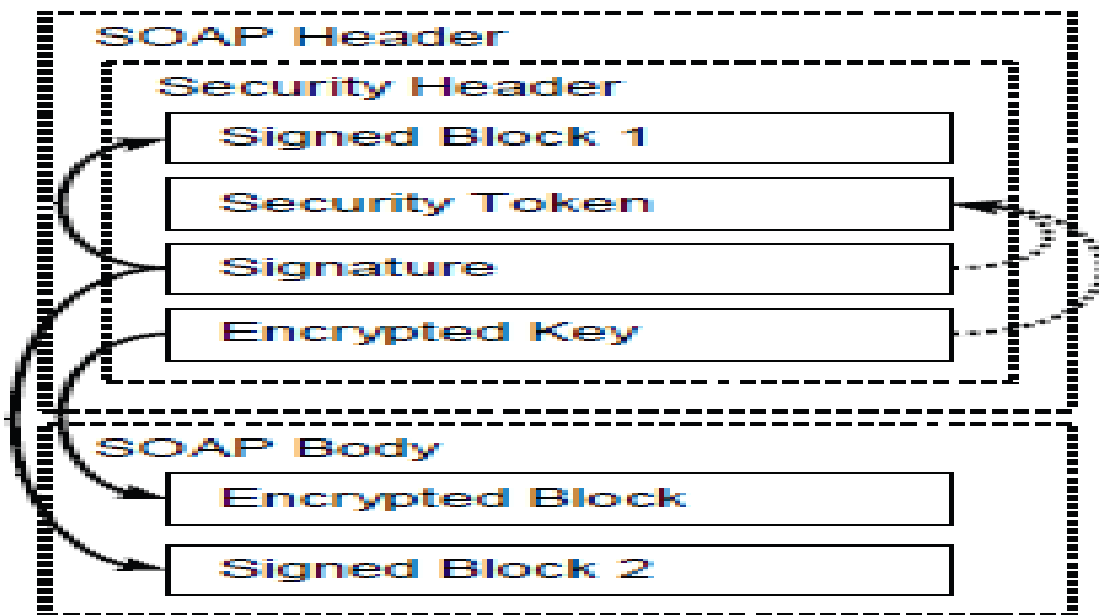 SOAP Header
Security Header
Signed Block 1
Security Token
Signature
Encrypted Key
SOAP Body
Encrypted Block
Signed Block 2